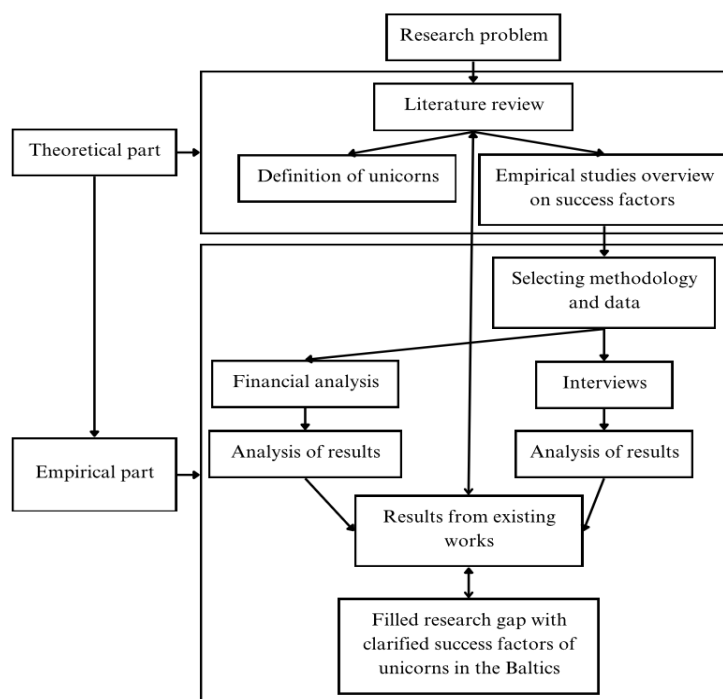 Research problem
Literature review
Theoretical part
Definition of unicorns
Empirical studies overview
on success factors
Selecting methodology
and data
Financial analysis
Interviews
Analysis of results
Analysis of results
Empirical part
Results from existing
works
Filled research gap with
clarified success factors of
unicorns in the Baltics